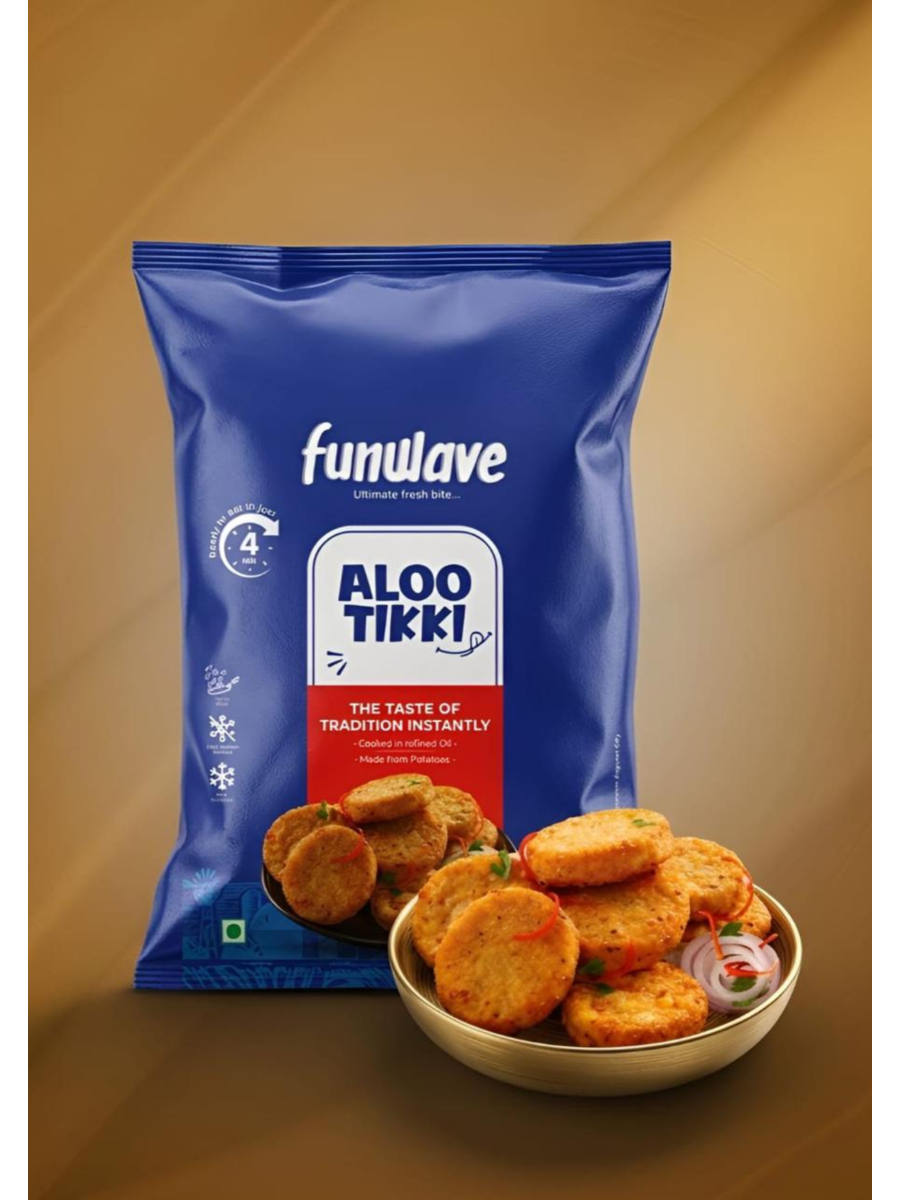 funwave
Ultimate fresh bite...
4
MIN
ALOO
TIKKI
THE TASTE OF
TRADITION INSTANTLY
- Cooked in refined Oil -
- Made from Potatoes -